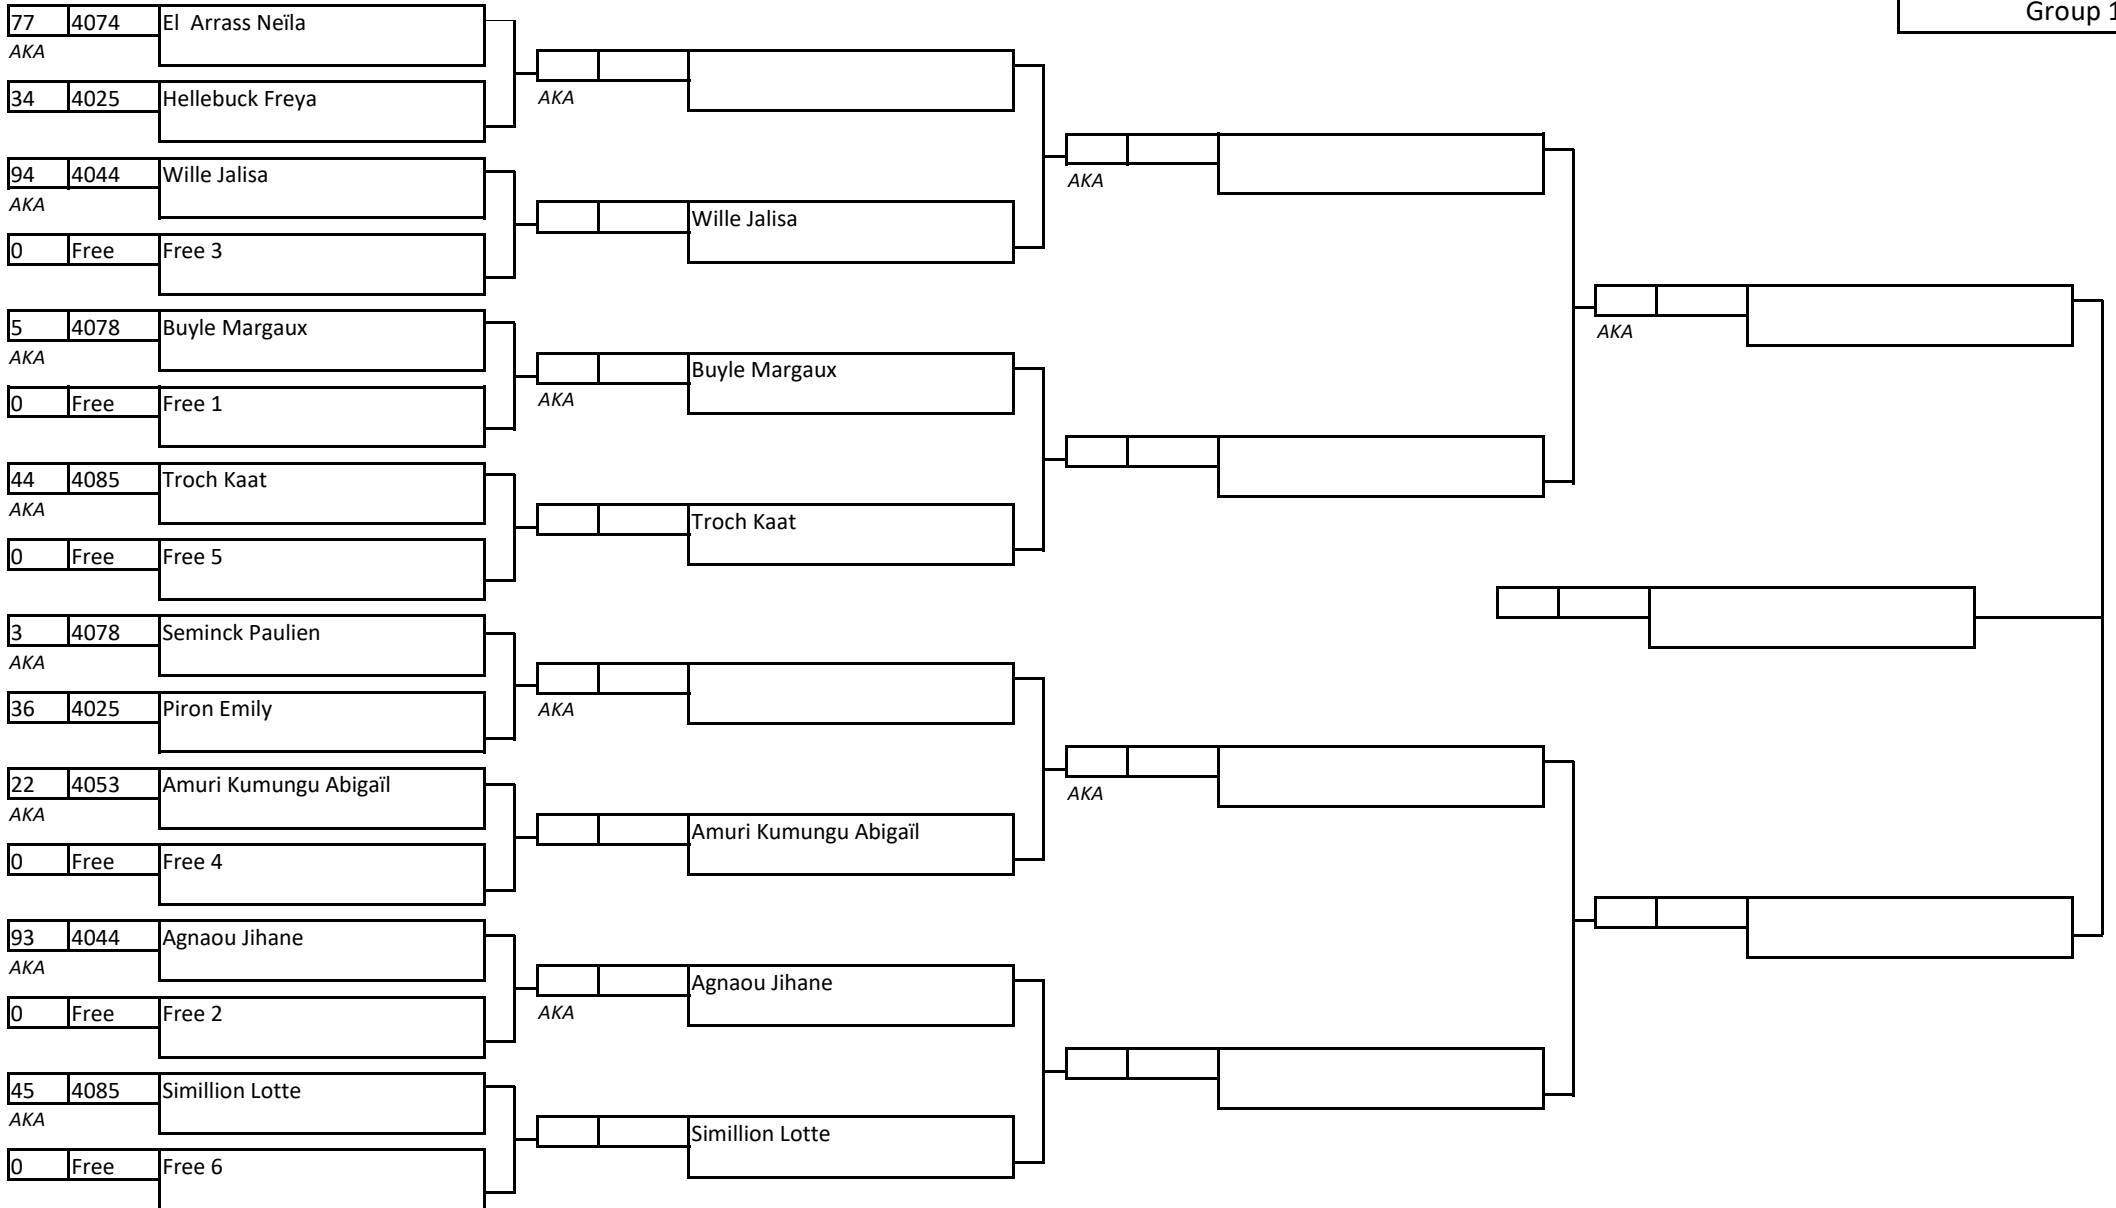 Group 1
77 4074 El  Arrass Neïla
AKA
34 4025 Hellebuck Freya
AKA
94 4044 Wille Jalisa
AKA
AKA
Wille Jalisa
0 Free Free 3
5 4078 Buyle Margaux
AKA
AKA
Buyle Margaux
AKA
0 Free Free 1
44 4085 Troch Kaat
AKA
Troch Kaat
0 Free Free 5
3 4078 Seminck Paulien
AKA
36 4025 Piron Emily
AKA
22 4053 Amuri Kumungu Abigaïl
AKA
AKA
Amuri Kumungu Abigaïl
0 Free Free 4
93 4044 Agnaou Jihane
AKA
Agnaou Jihane
0 Free Free 2
AKA
45 4085 Simillion Lotte
AKA
Simillion Lotte
0 Free Free 6